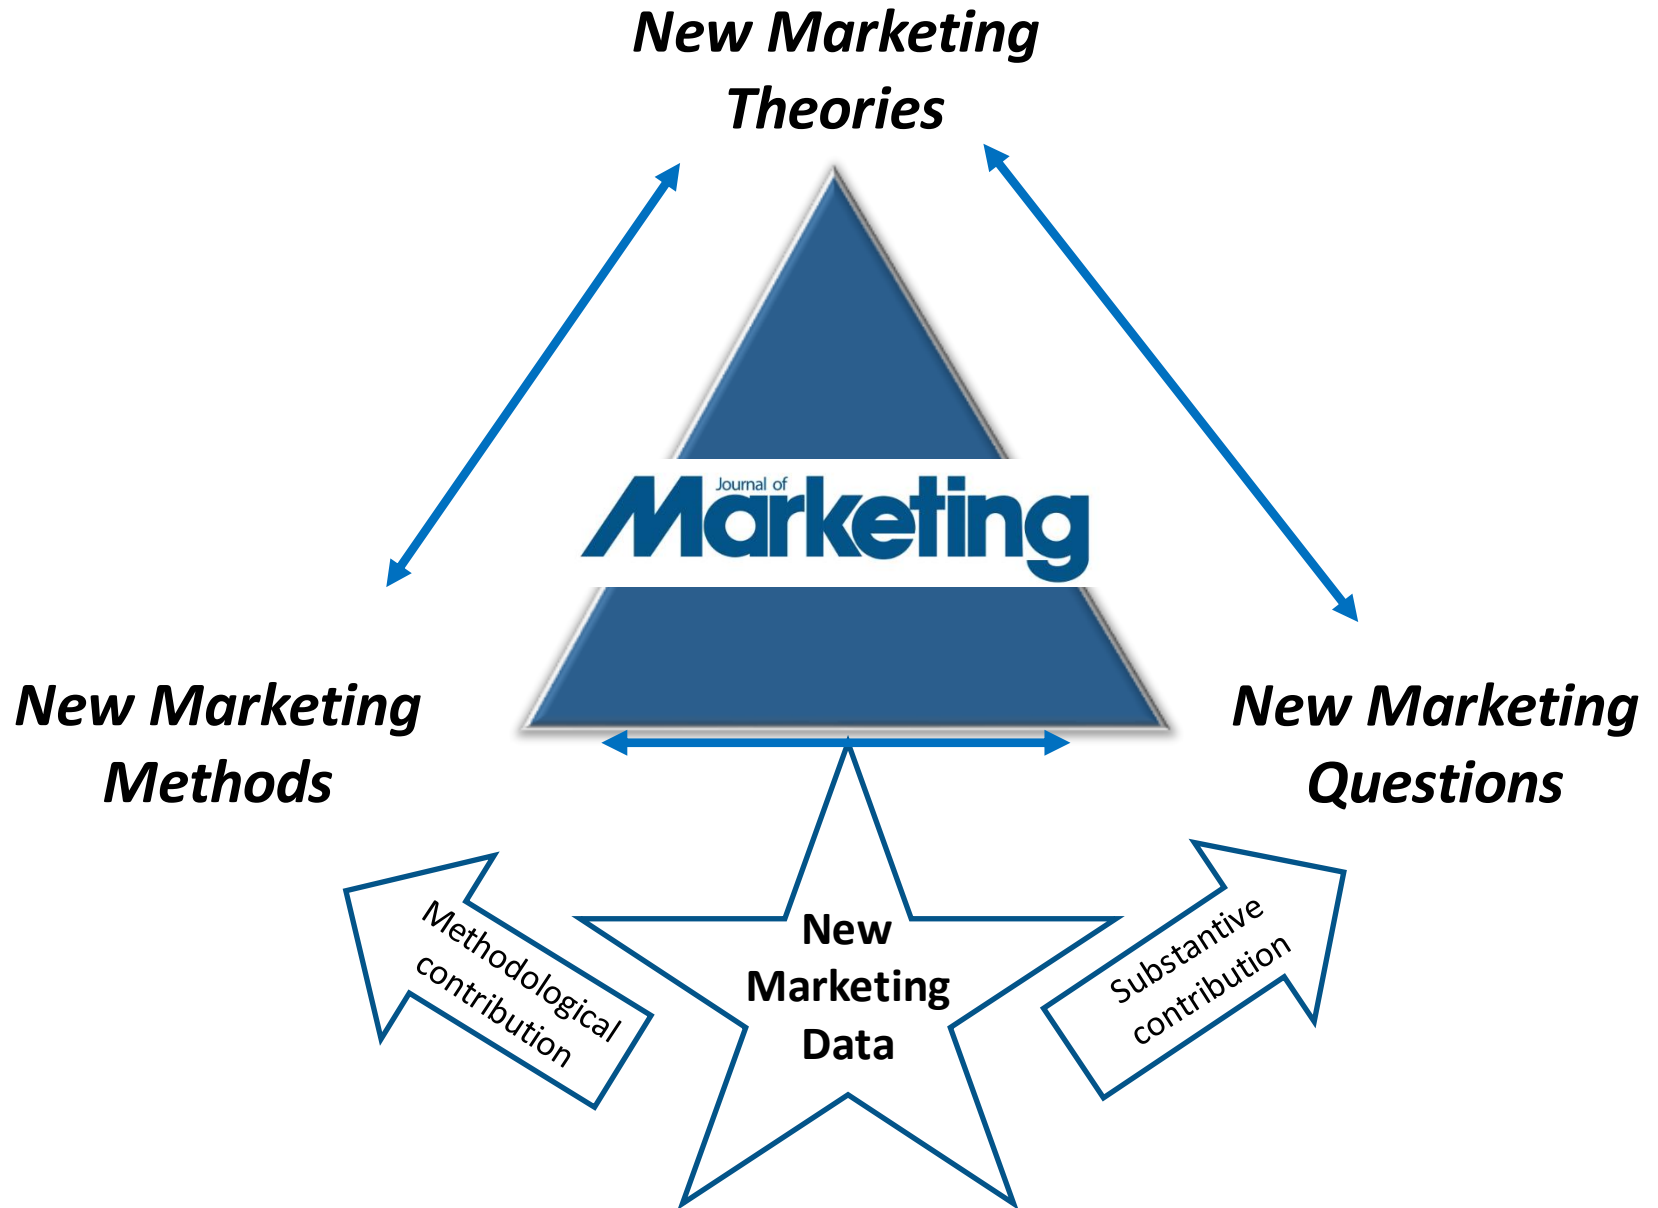 New Marketing
Theories
Journal of
Marketing
New Marketing
Methods
New Marketing
Questions
Methodological
contribution
New
Marketing
Data
Substantive
contribution